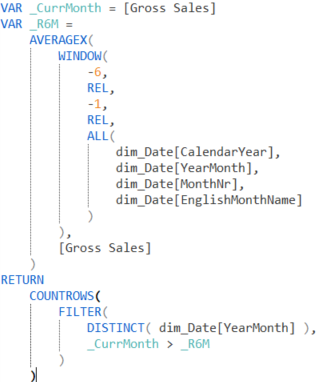 VAR _CurrMonth = [Gross Sales]
VAR _R6M =
AVERAGEX(
WINDOW(
-6,
REL,
-1,
REL,
ALL(
dim_Date[CalendarYear],
dim_Date[YearMonth],
dim_Date[MonthNr],
dim_Date[EnglishMonthName]
)
),
[Gross Sales]
)
RETURN
COUNTROWS(
FILTER(
DISTINCT( dim_Date[YearMonth] ),
_CurrMonth > _R6M
)
)